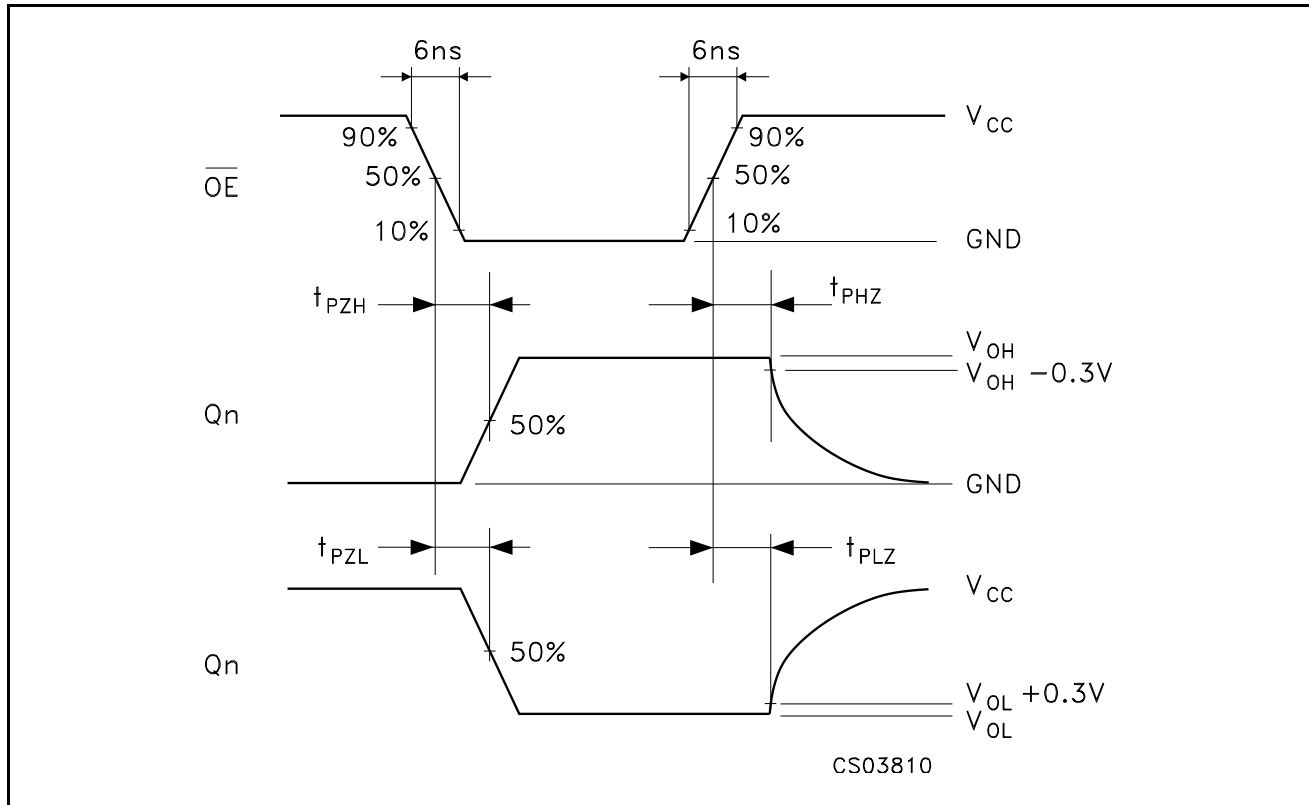 6ns 6ns
90% 90% V_CC
OE 50% 50%
10% 10% GND
t_PZH t_PHZ
V_OH
V_OH −0.3V
Qn 50%
GND
t_PZL t_PLZ
V_CC
Qn 50%
V_OL +0.3V
V_OL
CS03810